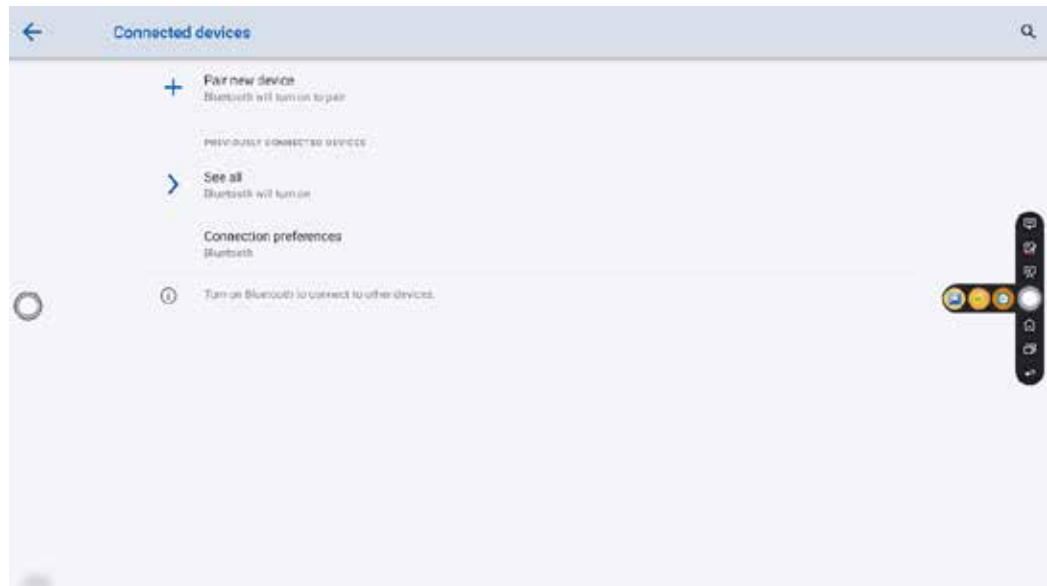 Connected devices
Pair new device
Bluetooth will turn on to pair
PREVIOUSLY CONNECTED DEVICES
See all
Bluetooth will turn on
Connection preferences
Bluetooth
Turn on Bluetooth to connect to other devices.